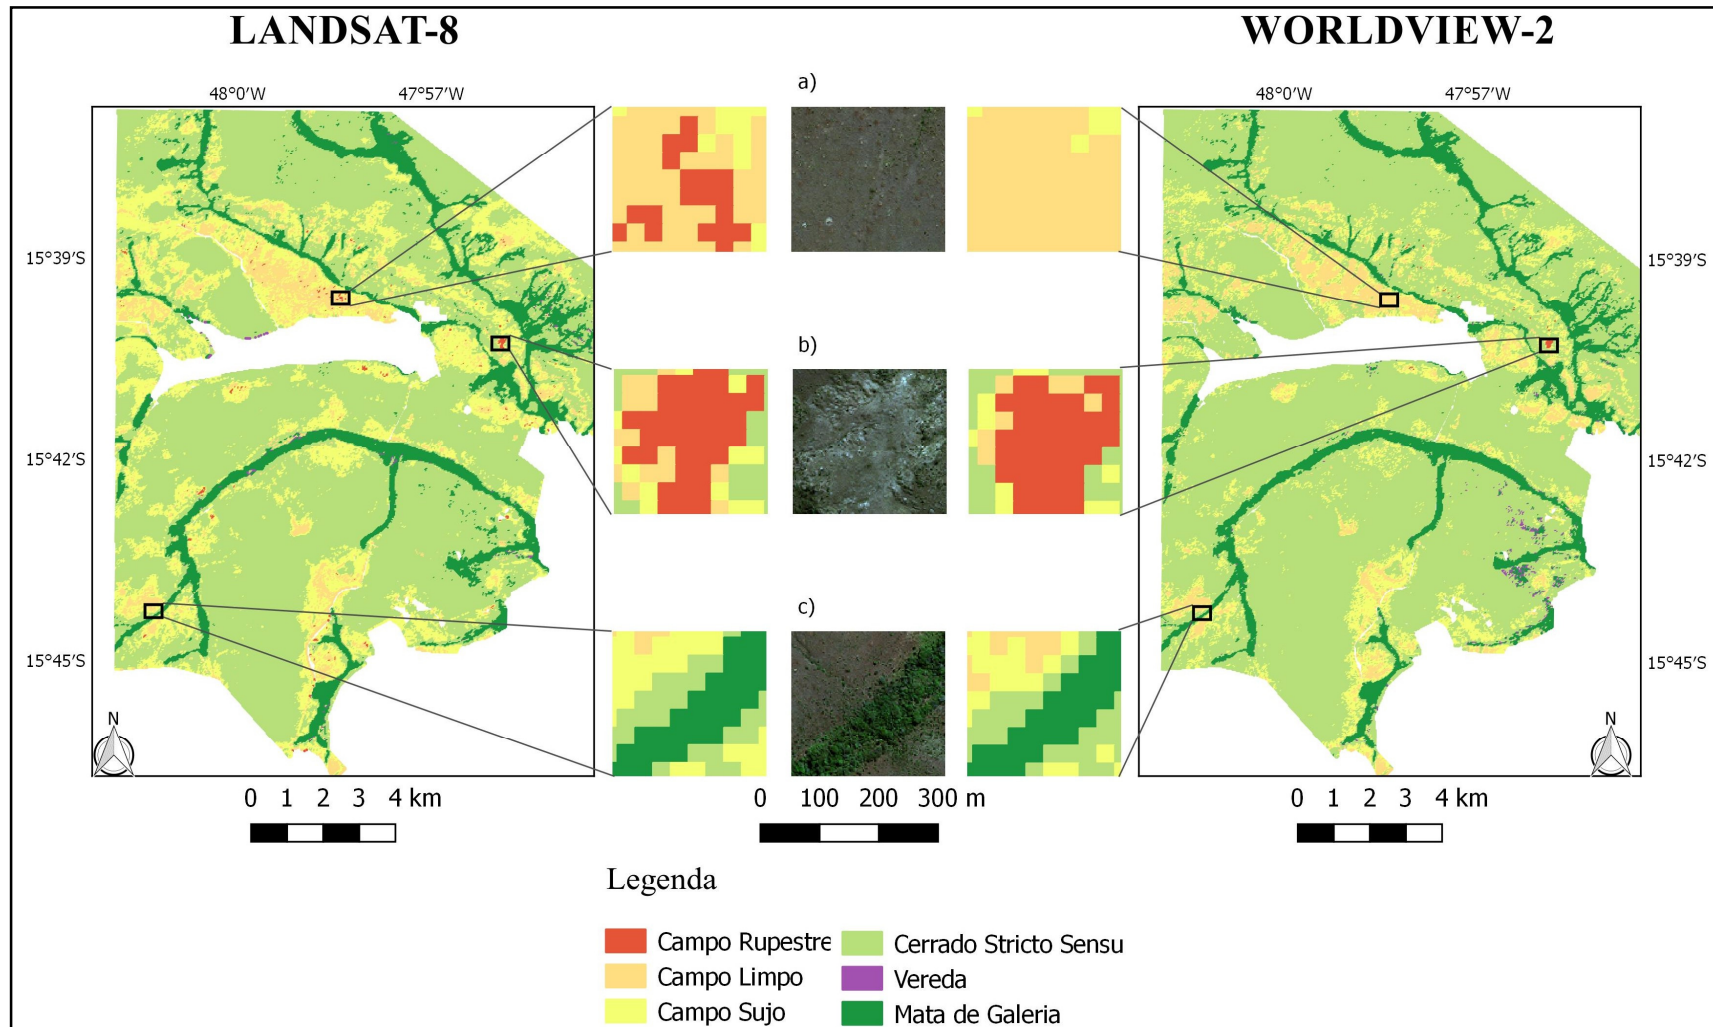 LANDSAT-8
WORLDVIEW-2
48°0′W 47°57′W
a)
48°0′W 47°57′W
15°39′S
15°39′S
b)
15°42′S
15°42′S
c)
15°45′S
15°45′S
N
N
0 1 2 3 4 km
0 100 200 300 m
0 1 2 3 4 km
Legenda
Campo Rupestre
Cerrado Stricto Sensu
Campo Limpo
Vereda
Campo Sujo
Mata de Galeria